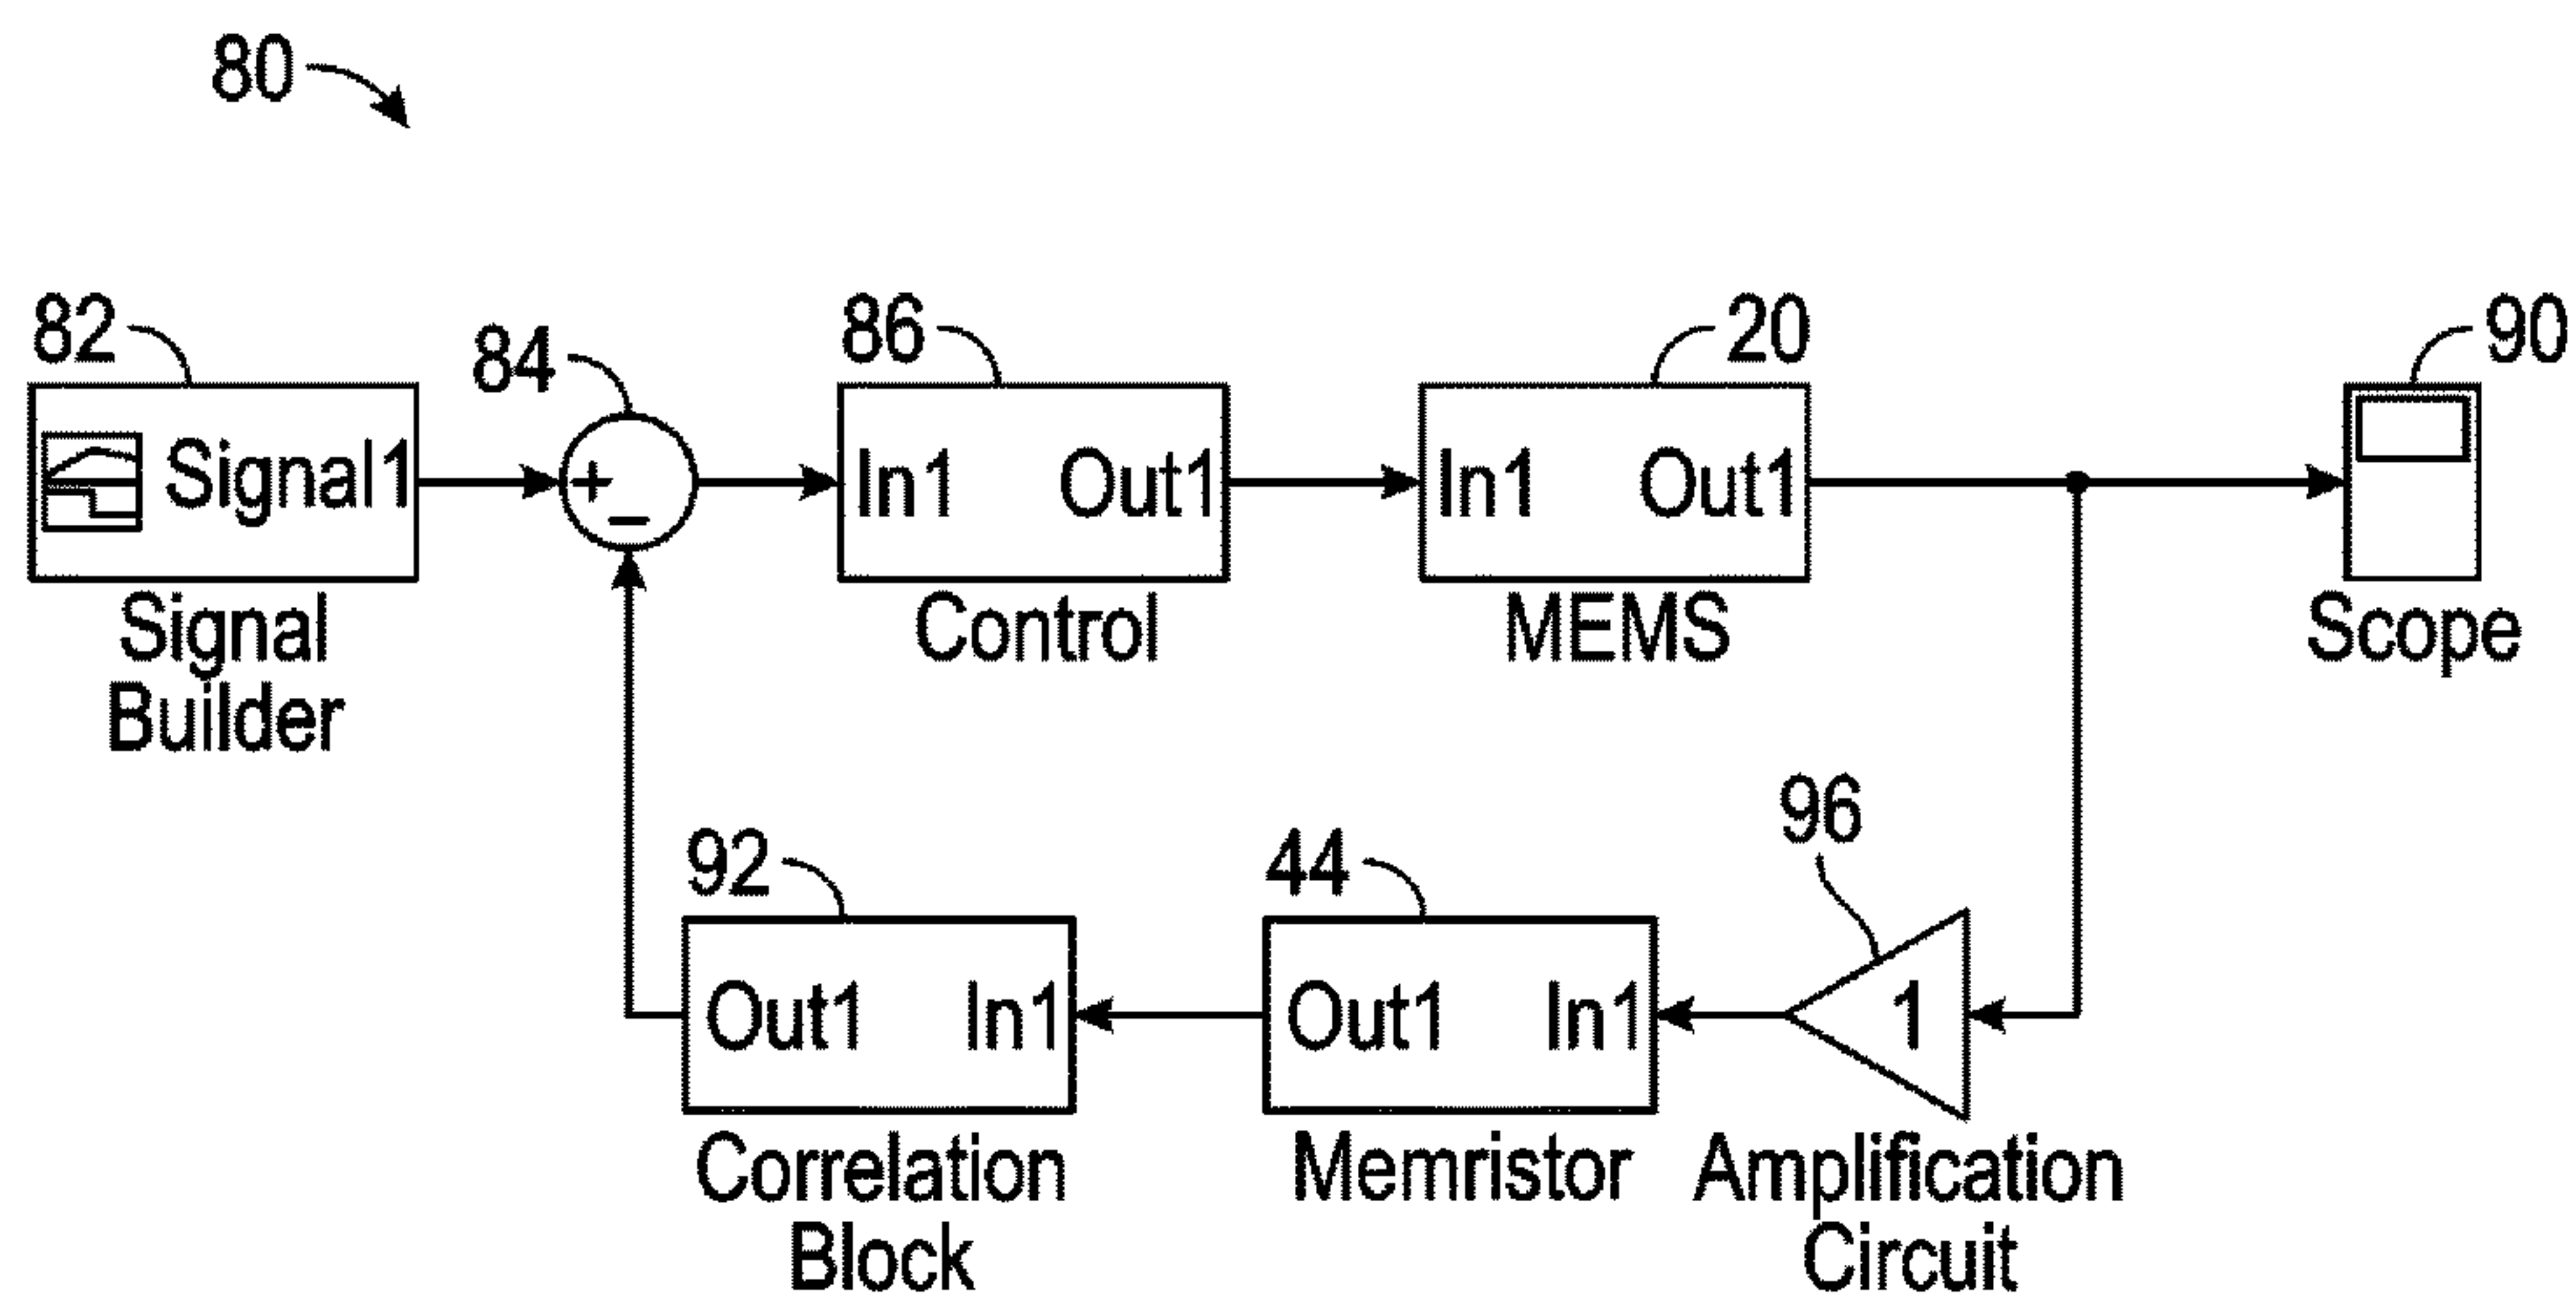 80
82
84
86
20
90
Signal1
+
−
In1 Out1
In1 Out1
Signal
Builder
Control
MEMS
Scope
92
44
96
Out1 In1
Out1 In1
1
Correlation
Block
Memristor
Amplification
Circuit